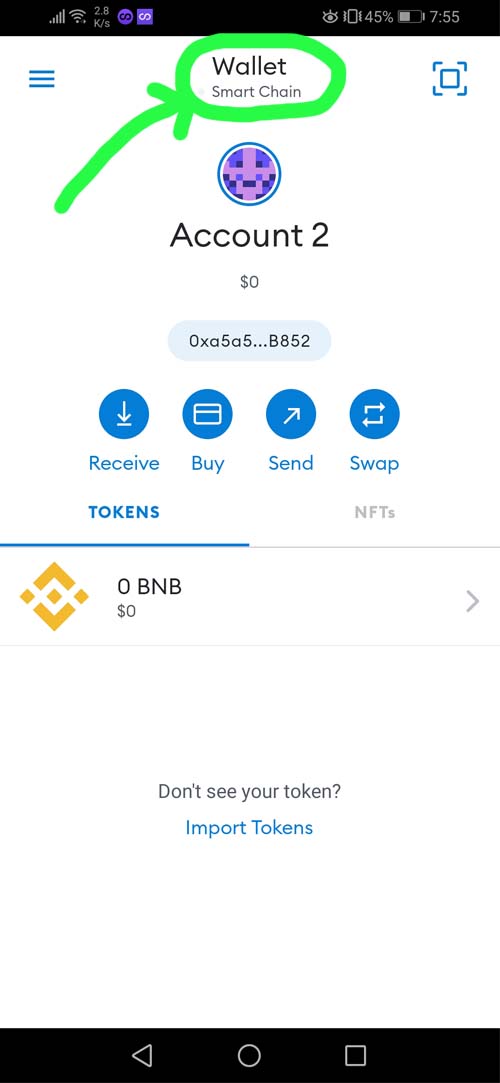 2.8
K/s
45%
7:55
Wallet
Smart Chain
Account 2
$0
0xa5a5...B852
Receive
Buy
Send
Swap
TOKENS
NFTs
0 BNB
$0
Don't see your token?
Import Tokens